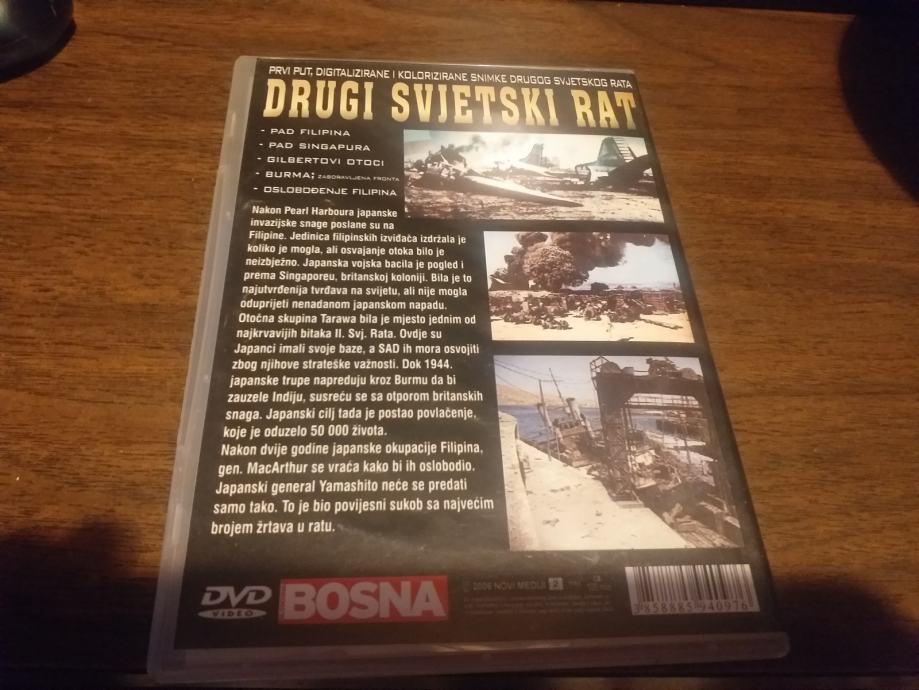 PRVI PUT, DIGITALIZIRANE I KOLORIZIRANE SNIMKE DRUGOG SVJETSKOG RATA
DRUGI SVJETSKI RAT
- PAD FILIPINA
- PAD SINGAPURA
- GILBERTOVI OTOCI
- BURMA; ZABORAVLJENA FRONTA
- OSLOBOĐENJE FILIPINA
Nakon Pearl Harboura japanske
invazijske snage poslane su na
Filipine. Jedinica filipinskih izviđača izdržala je
koliko je mogla, ali osvajanje otoka bilo je
neizbježno. Japanska vojska bacila je pogled i
prema Singaporeu, britanskoj koloniji. Bila je to
najutvrđenija tvrđava na svijetu, ali nije mogla
oduprijeti nenadanom japanskom napadu.
Otočna skupina Tarawa bila je mjesto jednim od
najkrvavijih bitaka II. Svj. Rata. Ovdje su
Japanci imali svoje baze, a SAD ih mora osvojiti
zbog njihove strateške važnosti. Dok 1944.
japanske trupe napreduju kroz Burmu da bi
zauzele Indiju, susreću se sa otporom britanskih
snaga. Japanski cilj tada je postao povlačenje,
koje je oduzelo 50 000 života.
Nakon dvije godine japanske okupacije Filipina,
gen. MacArthur se vraća kako bi ih oslobodio.
Japanski general Yamashito neće se predati
samo tako. To je bio povijesni sukob sa najvećim
brojem žrtava u ratu.
DVD
VIDEO
BOSNA
© 2006 NOVI MEDIJI
3858885940976